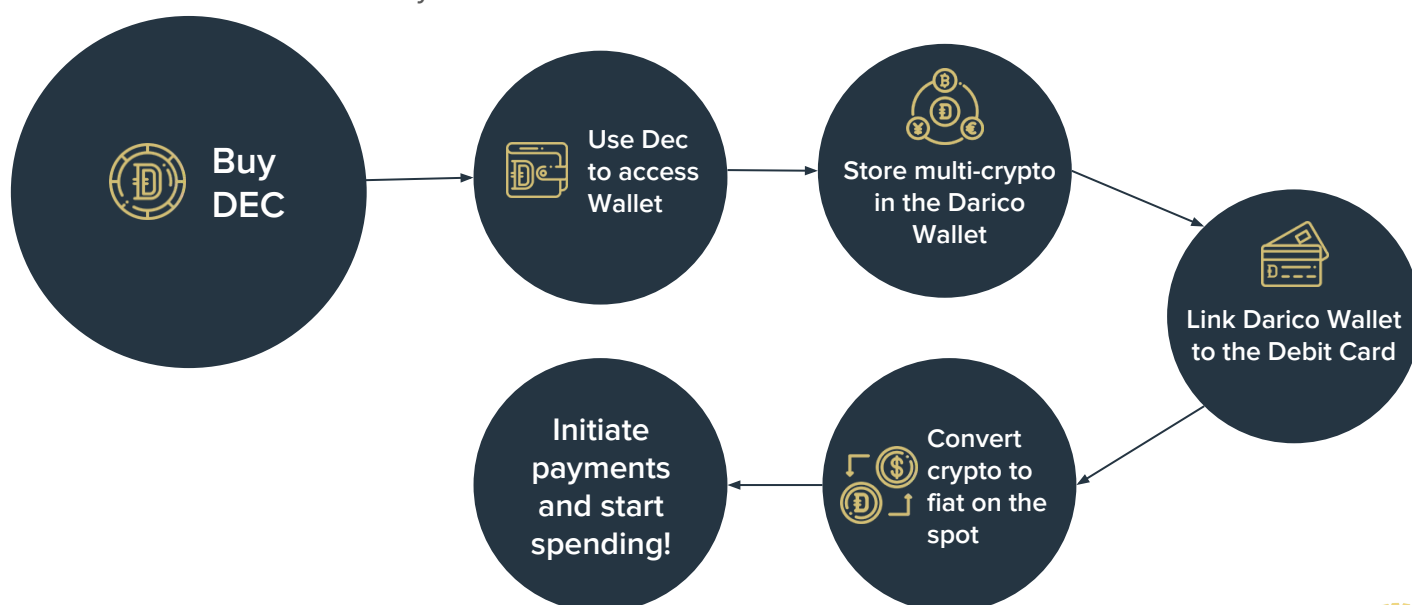 Buy
DEC
Use Dec
to access
Wallet
Store multi-crypto
in the Darico
Wallet
Link Darico Wallet
to the Debit Card
Convert
crypto to
fiat on the
spot
Initiate
payments
and start
spending!